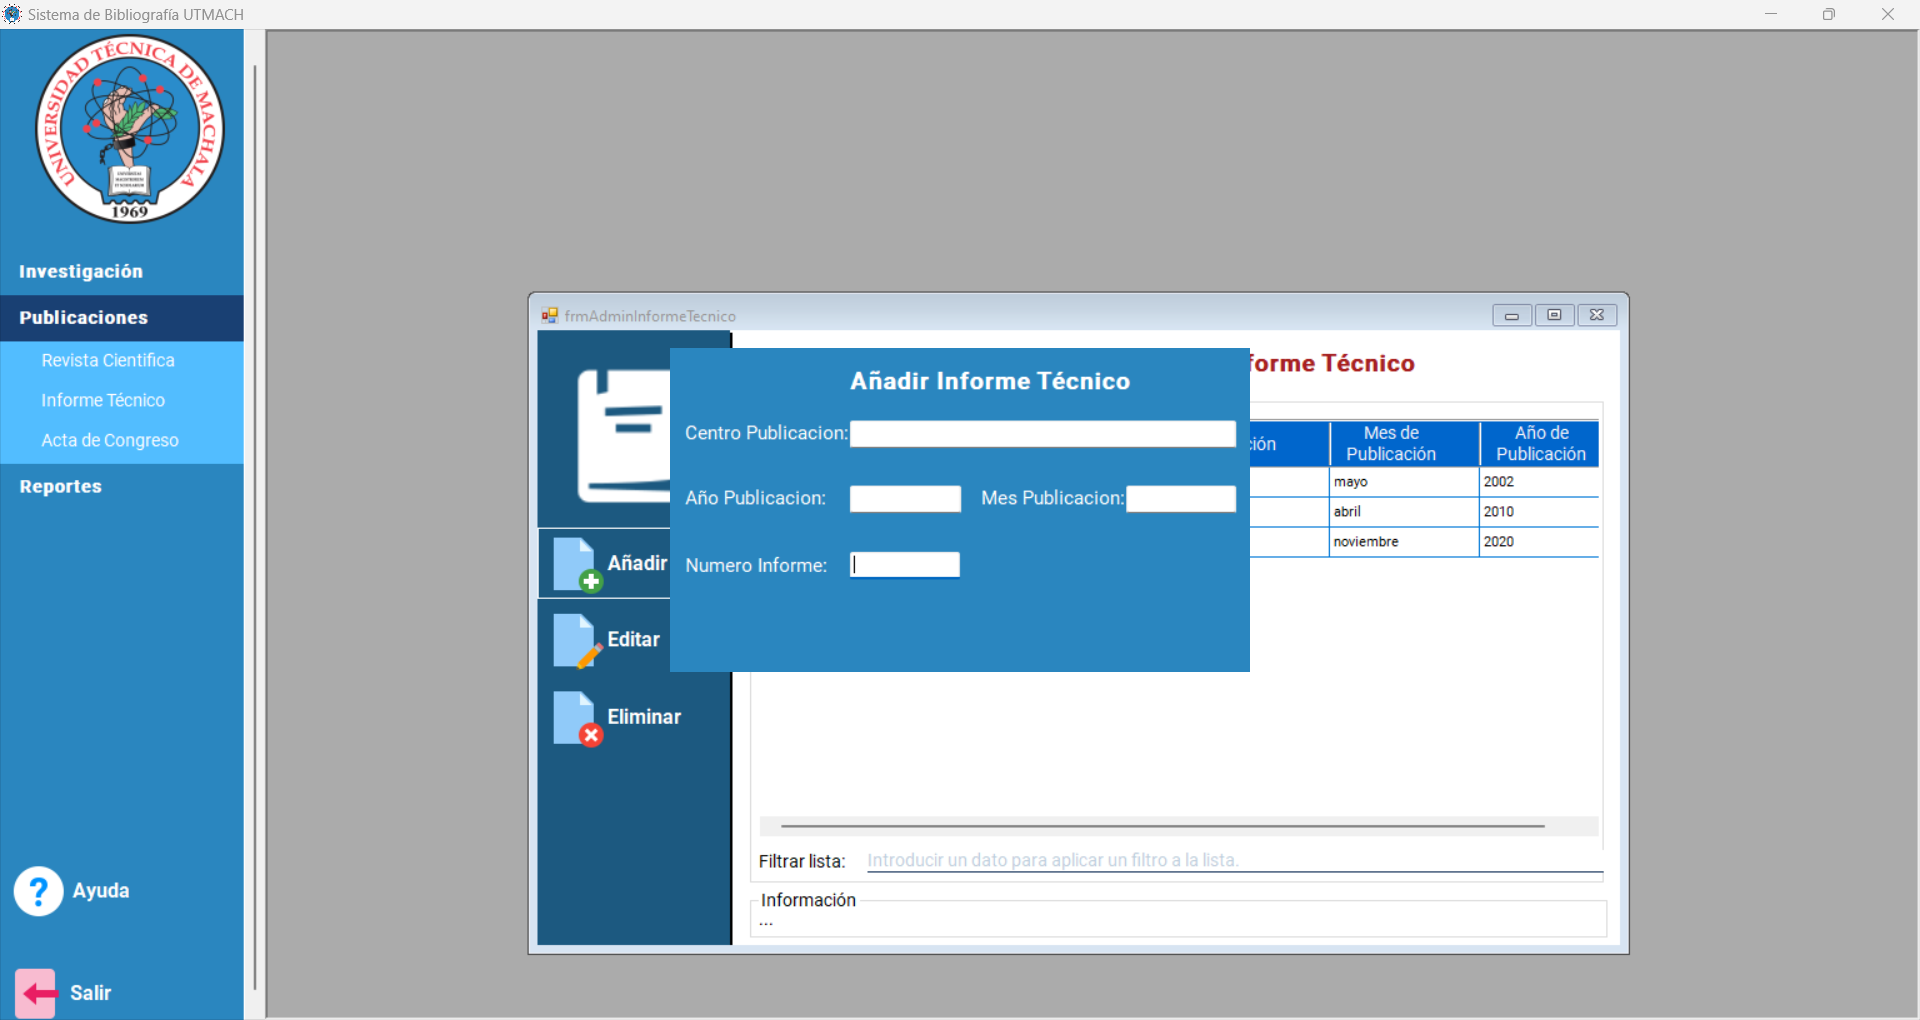 Sistema de Bibliografía UTMACH
UNIVERSIDAD TÉCNICA DE MACHALA
1969
Investigación
Publicaciones
Revista Cientifica
Informe Técnico
Acta de Congreso
Reportes
Ayuda
Salir
frmAdminInformeTecnico
forme Técnico
Añadir
Editar
Eliminar
Añadir Informe Técnico
Centro Publicacion:
Año Publicacion:
Mes Publicacion:
Numero Informe:
ión
Mes de
Publicación
Año de
Publicación
mayo
2002
abril
2010
noviembre
2020
Filtrar lista:
Introducir un dato para aplicar un filtro a la lista.
Información
...